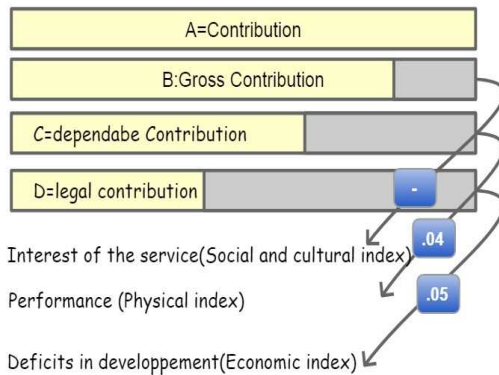 A=Contribution
B:Gross Contribution
C=dependabe Contribution
D=legal contribution
-
Interest of the service(Social and cultural index)
.04
Performance (Physical index)
.05
Deficits in developpement(Economic index)